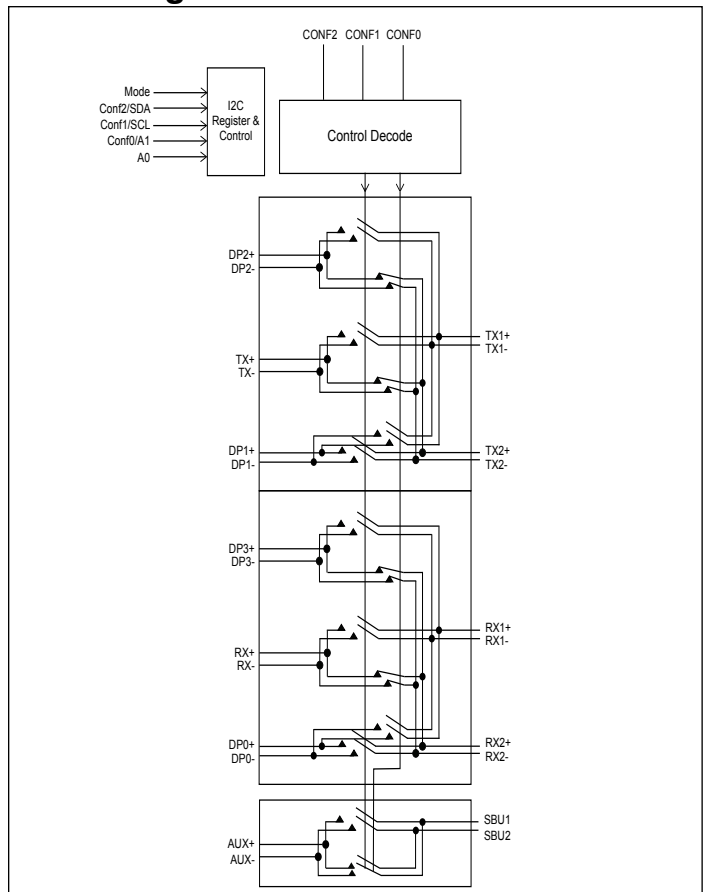 CONF2 CONF1 CONF0
Mode
Conf2/SDA
Conf1/SCL
Conf0/A1
A0
I2C
Register &
Control
Control Decode
DP2+
DP2-
TX1+
TX1-
TX+
TX-
DP1+
DP1-
TX2+
TX2-
DP3+
DP3-
RX1+
RX1-
RX+
RX-
DP0+
DP0-
RX2+
RX2-
SBU1
SBU2
AUX+
AUX-